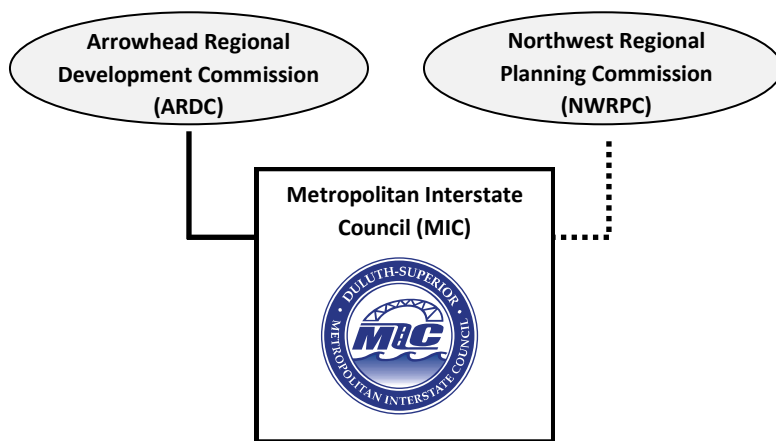 Arrowhead Regional
Development Commission
(ARDC)
Northwest Regional
Planning Commission
(NWRPC)
Metropolitan Interstate
Council (MIC)
DULUTH-SUPERIOR
MIC
METROPOLITAN INTERSTATE COUNCIL